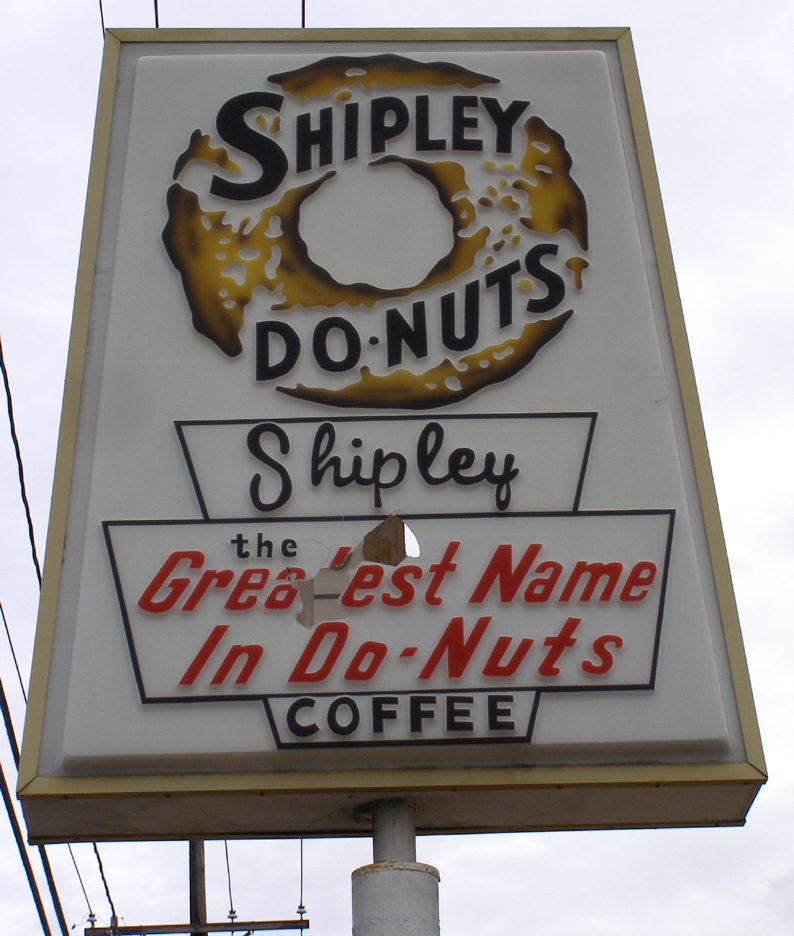 SHIPLEY
DO·NUTS
Shipley
the
Greatest Name
In Do-Nuts
COFFEE